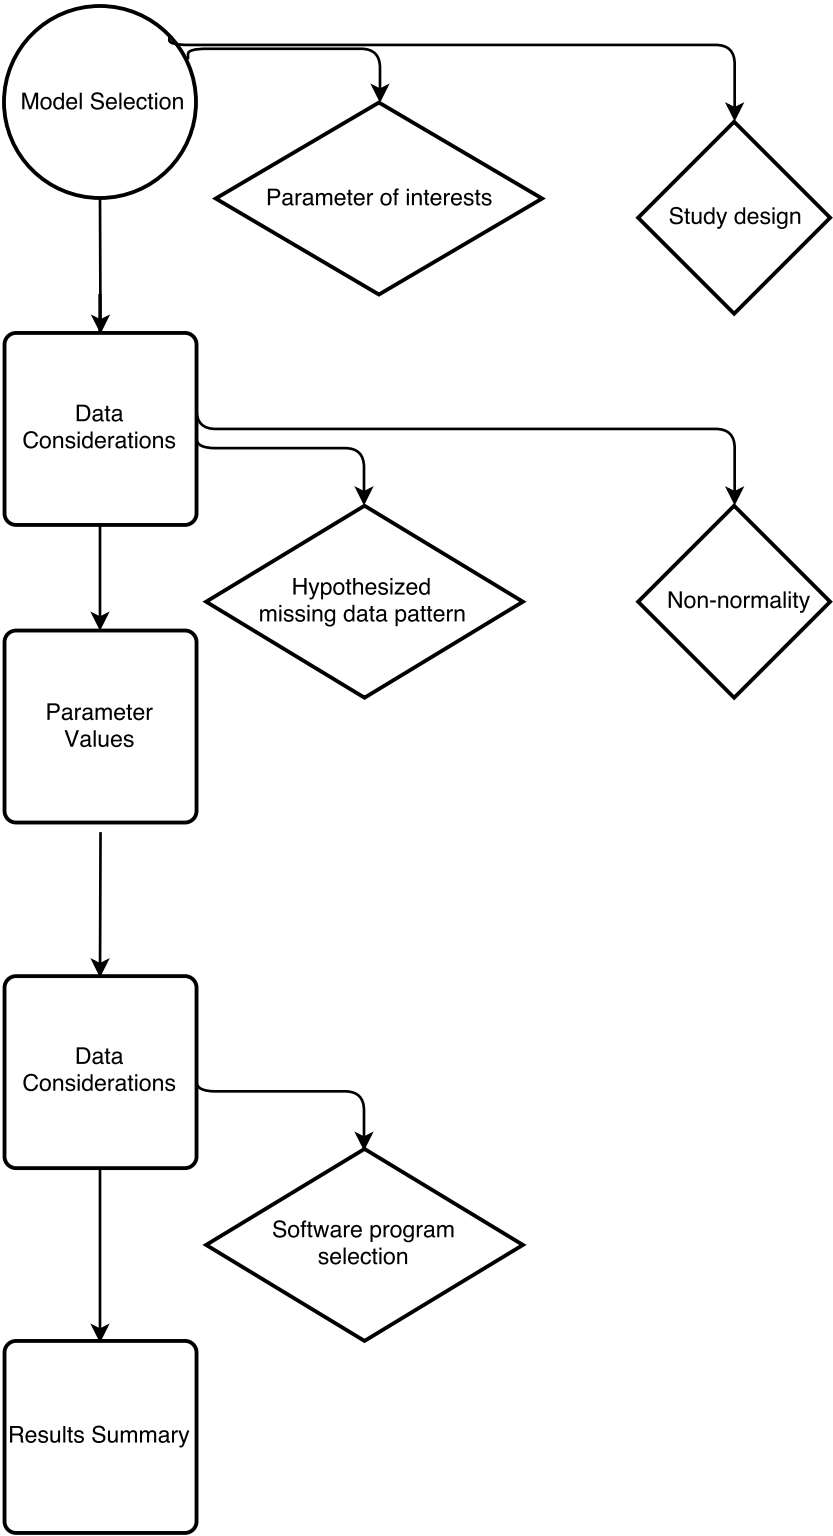 Model Selection
Parameter of interests
Study design
Data
Considerations
Hypothesized
missing data pattern
Non-normality
Parameter
Values
Data
Considerations
Software program
selection
Results Summary